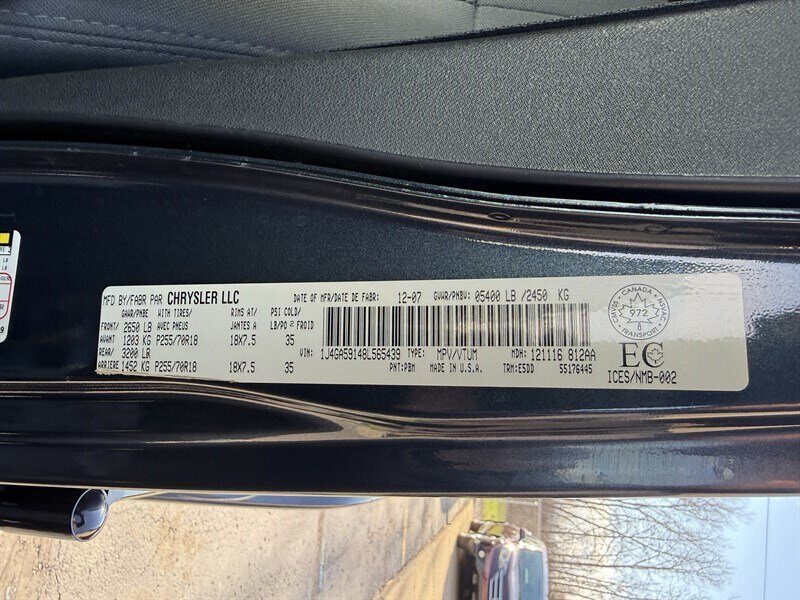 MFD BY/FABR PAR CHRYSLER LLC
DATE OF MFR/DATE DE FABR: 12-07 GVWR/PNBV: 05400 LB /2450 KG
GAWR/PNBE WITH TIRES/ RIMS AT/ PSI COLD/
FRONT/ 2650 LB AVEC PNEUS JANTES A LB/PO 2 FROID
AVANT 1203 KG P255/70R18 18X7.5 35
REAR/ 3200 LR
ARRIERE 1452 KG P255/70R18 18X7.5 35
VIN: 1J4GA59148L565439 TYPE: MPV/VTUM MDH: 121116 812AA
PNT:PBM MADE IN U.S.A. TRM:E5DD 55176445
CANADA
972
TRANSPORT
EC
ICES/NMB-002